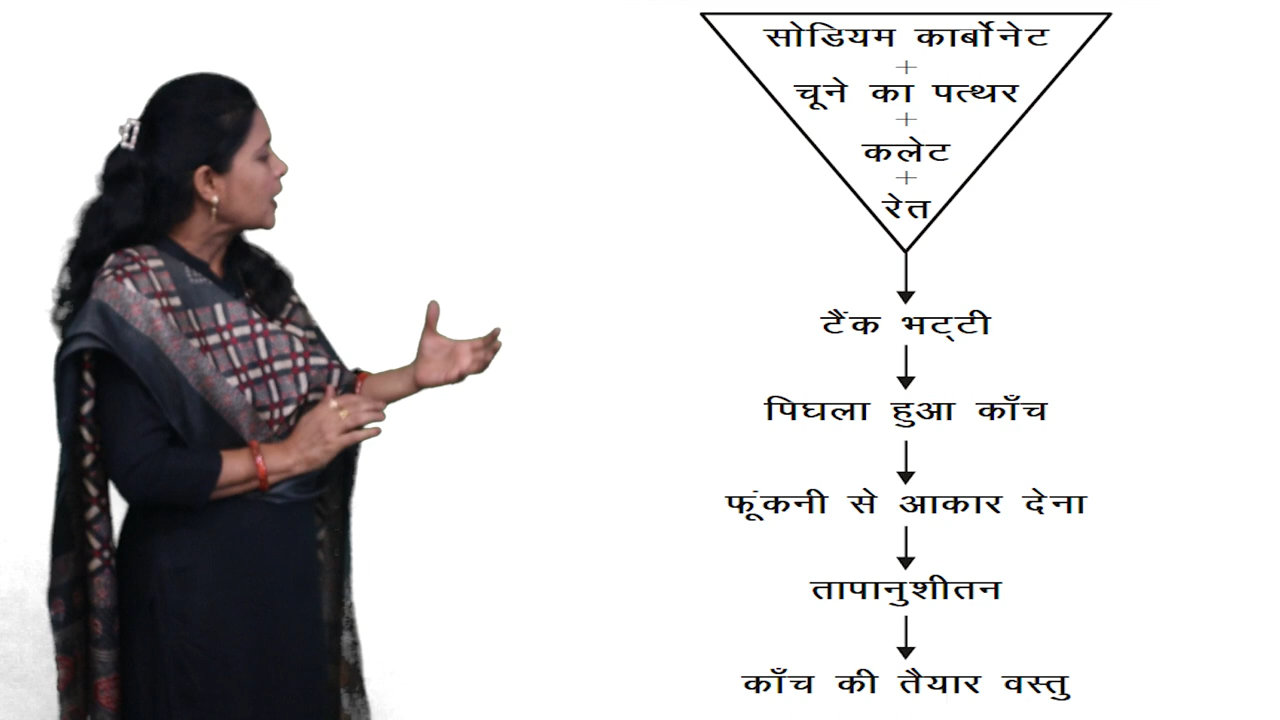 सोडियम कार्बोनेट
+
चूने का पत्थर
+
कलेट
+
रेत
टैंक भट्टी
पिघला हुआ काँच
फूंकनी से आकार देना
तापानुशीतन
काँच की तैयार वस्तु